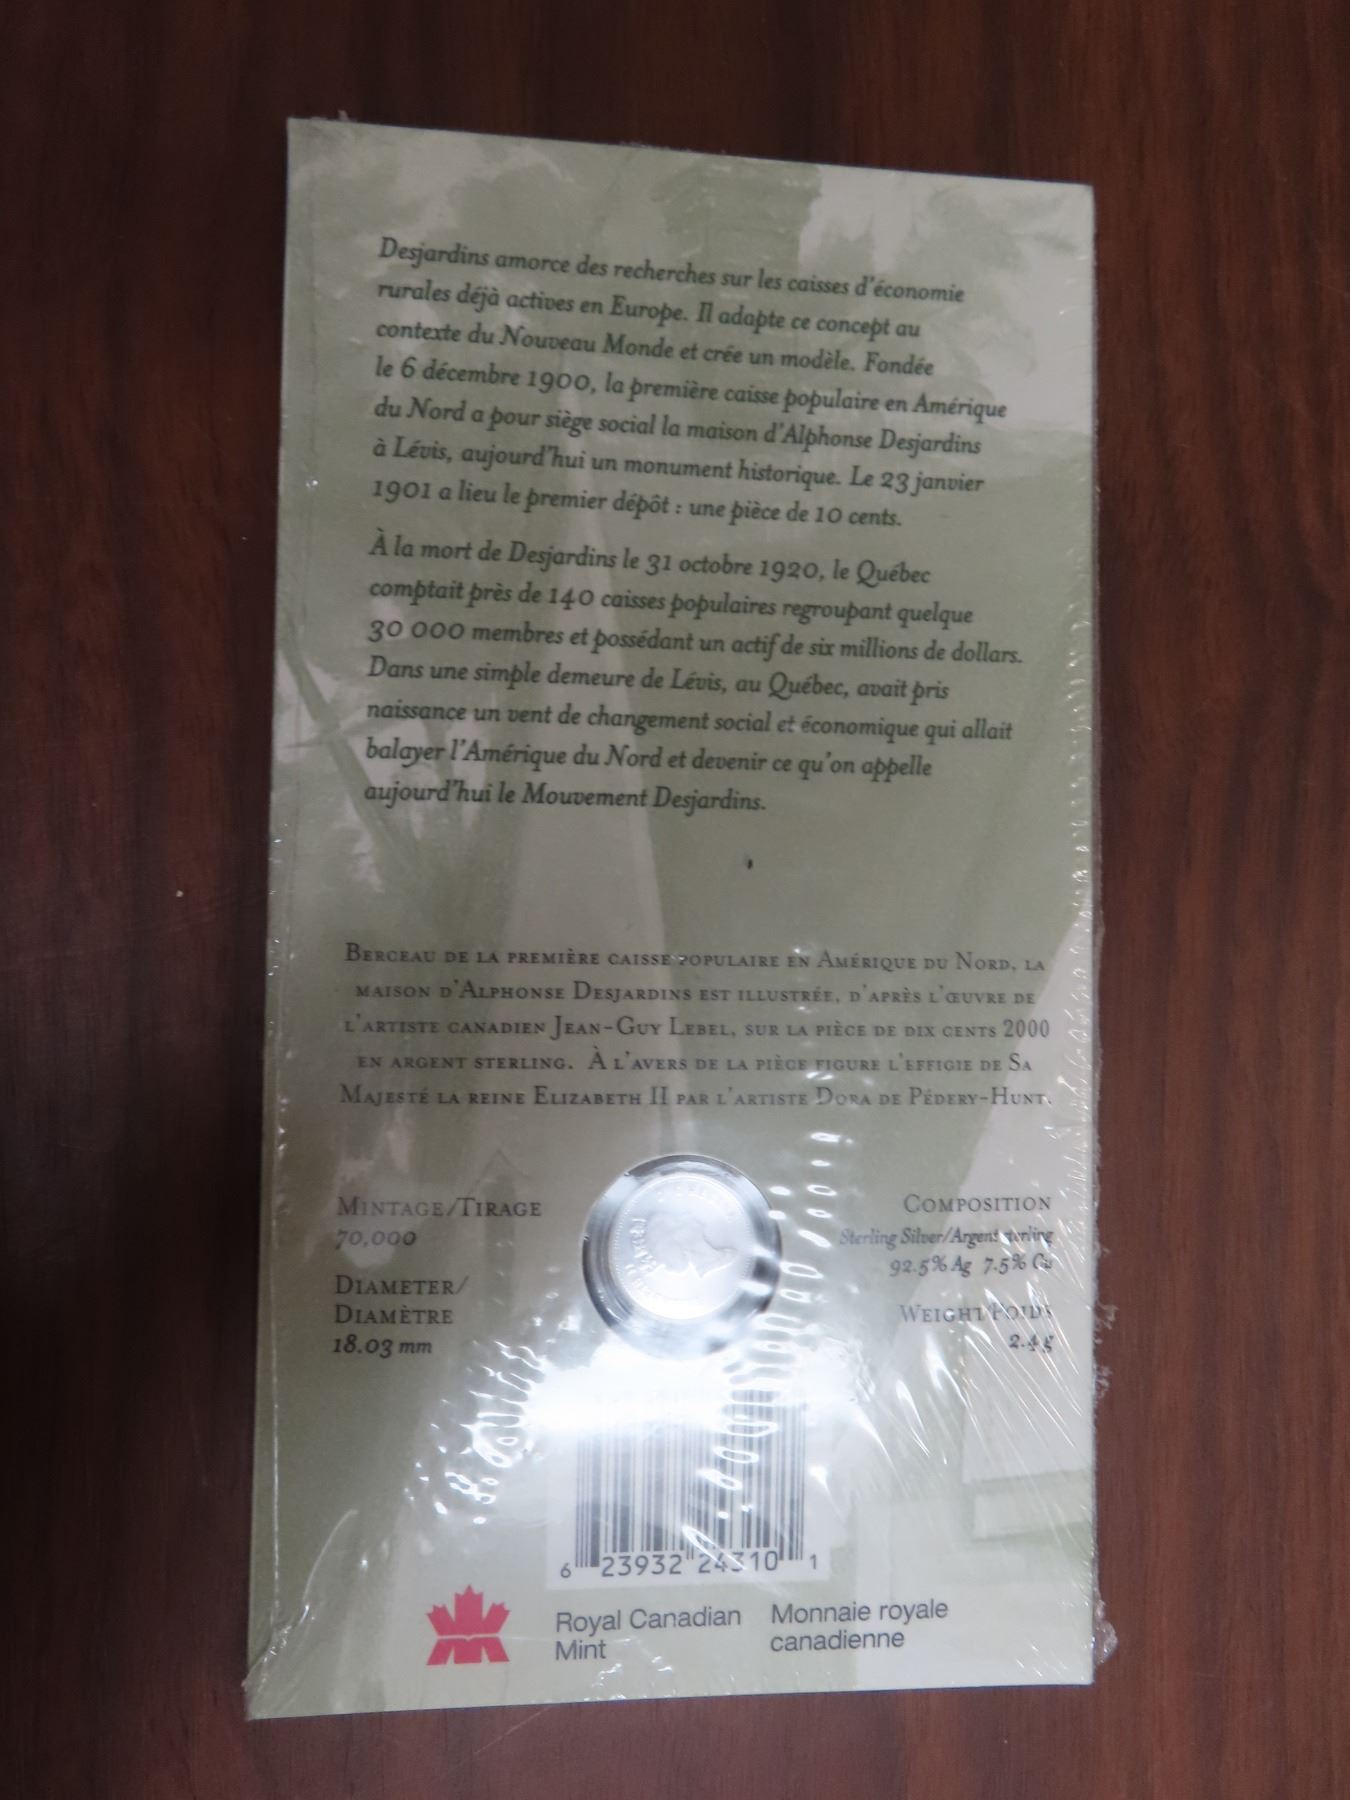 Desjardins amorce des recherches sur les caisses d'économie
rurales déjà actives en Europe. Il adapte ce concept au
contexte du Nouveau Monde et crée un modèle. Fondée
le 6 décembre 1900, la première caisse populaire en Amérique
du Nord a pour siège social la maison d'Alphonse Desjardins
à Lévis, aujourd'hui un monument historique. Le 23 janvier
1901 a lieu le premier dépôt : une pièce de 10 cents.
À la mort de Desjardins le 31 octobre 1920, le Québec
comptait près de 140 caisses populaires regroupant quelque
30 000 membres et possédant un actif de six millions de dollars.
Dans une simple demeure de Lévis, au Québec, avait pris
naissance un vent de changement social et économique qui allait
balayer l'Amérique du Nord et devenir ce qu'on appelle
aujourd'hui le Mouvement Desjardins.
Berceau de la première caisse populaire en Amérique du Nord, la
maison d'Alphonse Desjardins est illustrée, d'après l'œuvre de
l'artiste canadien Jean-Guy Lebel, sur la pièce de dix cents 2000
en argent sterling. À l'avers de la pièce figure l'effigie de Sa
Majesté la reine Elizabeth II par l'artiste Dora de Pédery-Hunt.
Mintage/Tirage
70,000
Diameter/
Diamètre
18.03 mm
Composition
Sterling Silver/Argent sterling
92.5% Ag 7.5% Cu
Weight/Poids
2.4 g
6 23932 24310 1
Royal Canadian
Mint
Monnaie royale
canadienne